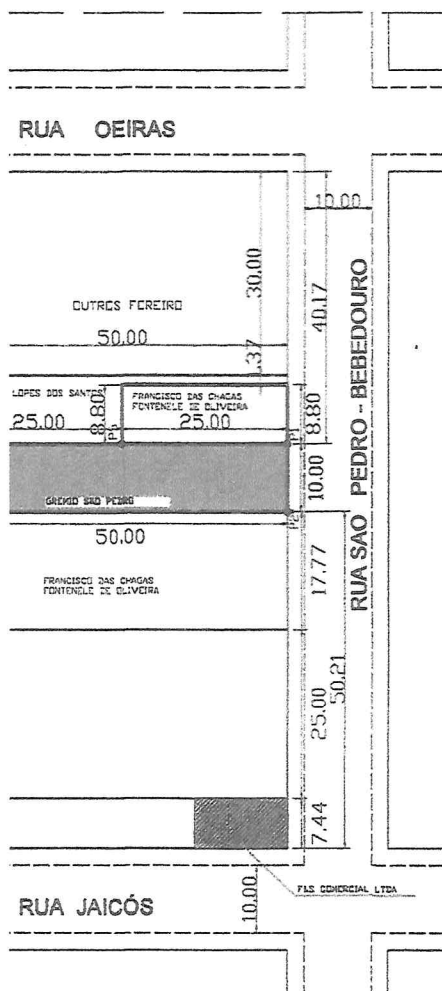 RUA OEIRAS
10.00
30.00
40.17
OUTROS FOREIRO
50.00
1.37
RUA SAO PEDRO - BEBEDOURO
LOPES DOS SANTOS
25.00
8.80
FRANCISCO DAS CHAGAS
FONTENELE DE OLIVEIRA
25.00
8.80
P1
10.00
GREMIO SAO PEDRO
P2
50.00
17.77
FRANCISCO DAS CHAGAS
FONTENELE DE OLIVEIRA
50.21
25.00
7.44
F&S COMERCIAL LTDA
RUA JAICÓS
10.00